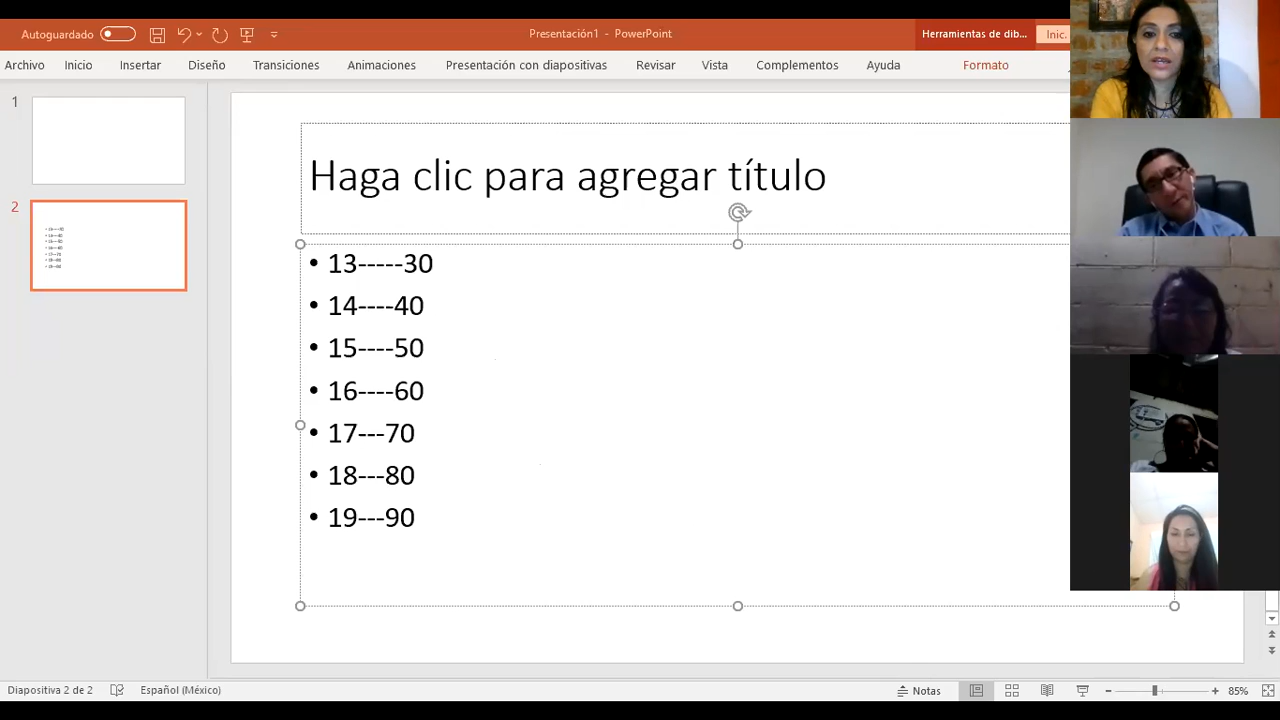 Autoguardado
Presentación1 - PowerPoint
Herramientas de dib...
Inic.
Archivo Inicio Insertar Diseño Transiciones Animaciones Presentación con diapositivas Revisar Vista Complementos Ayuda Formato
1
2
Haga clic para agregar título
• 13-----30
• 14----40
• 15----50
• 16----60
• 17---70
• 18---80
• 19---90
Diapositiva 2 de 2 Español (México) Notas 85%